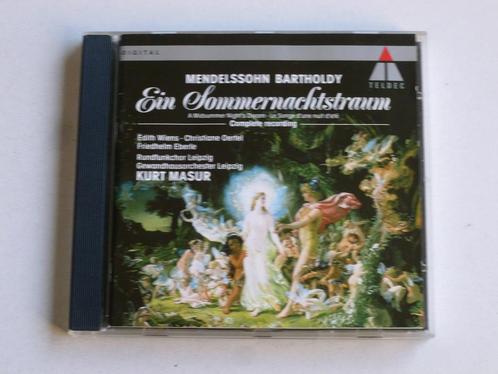 DIGITAL
TELDEC
MENDELSSOHN BARTHOLDY
Ein Sommernachtstraum
A Midsummer Night's Dream · Le Songe d'une nuit d'été
Complete recording
Edith Wiens · Christiane Oertel
Friedhelm Eberle
Rundfunkchor Leipzig
Gewandhausorchester Leipzig
KURT MASUR